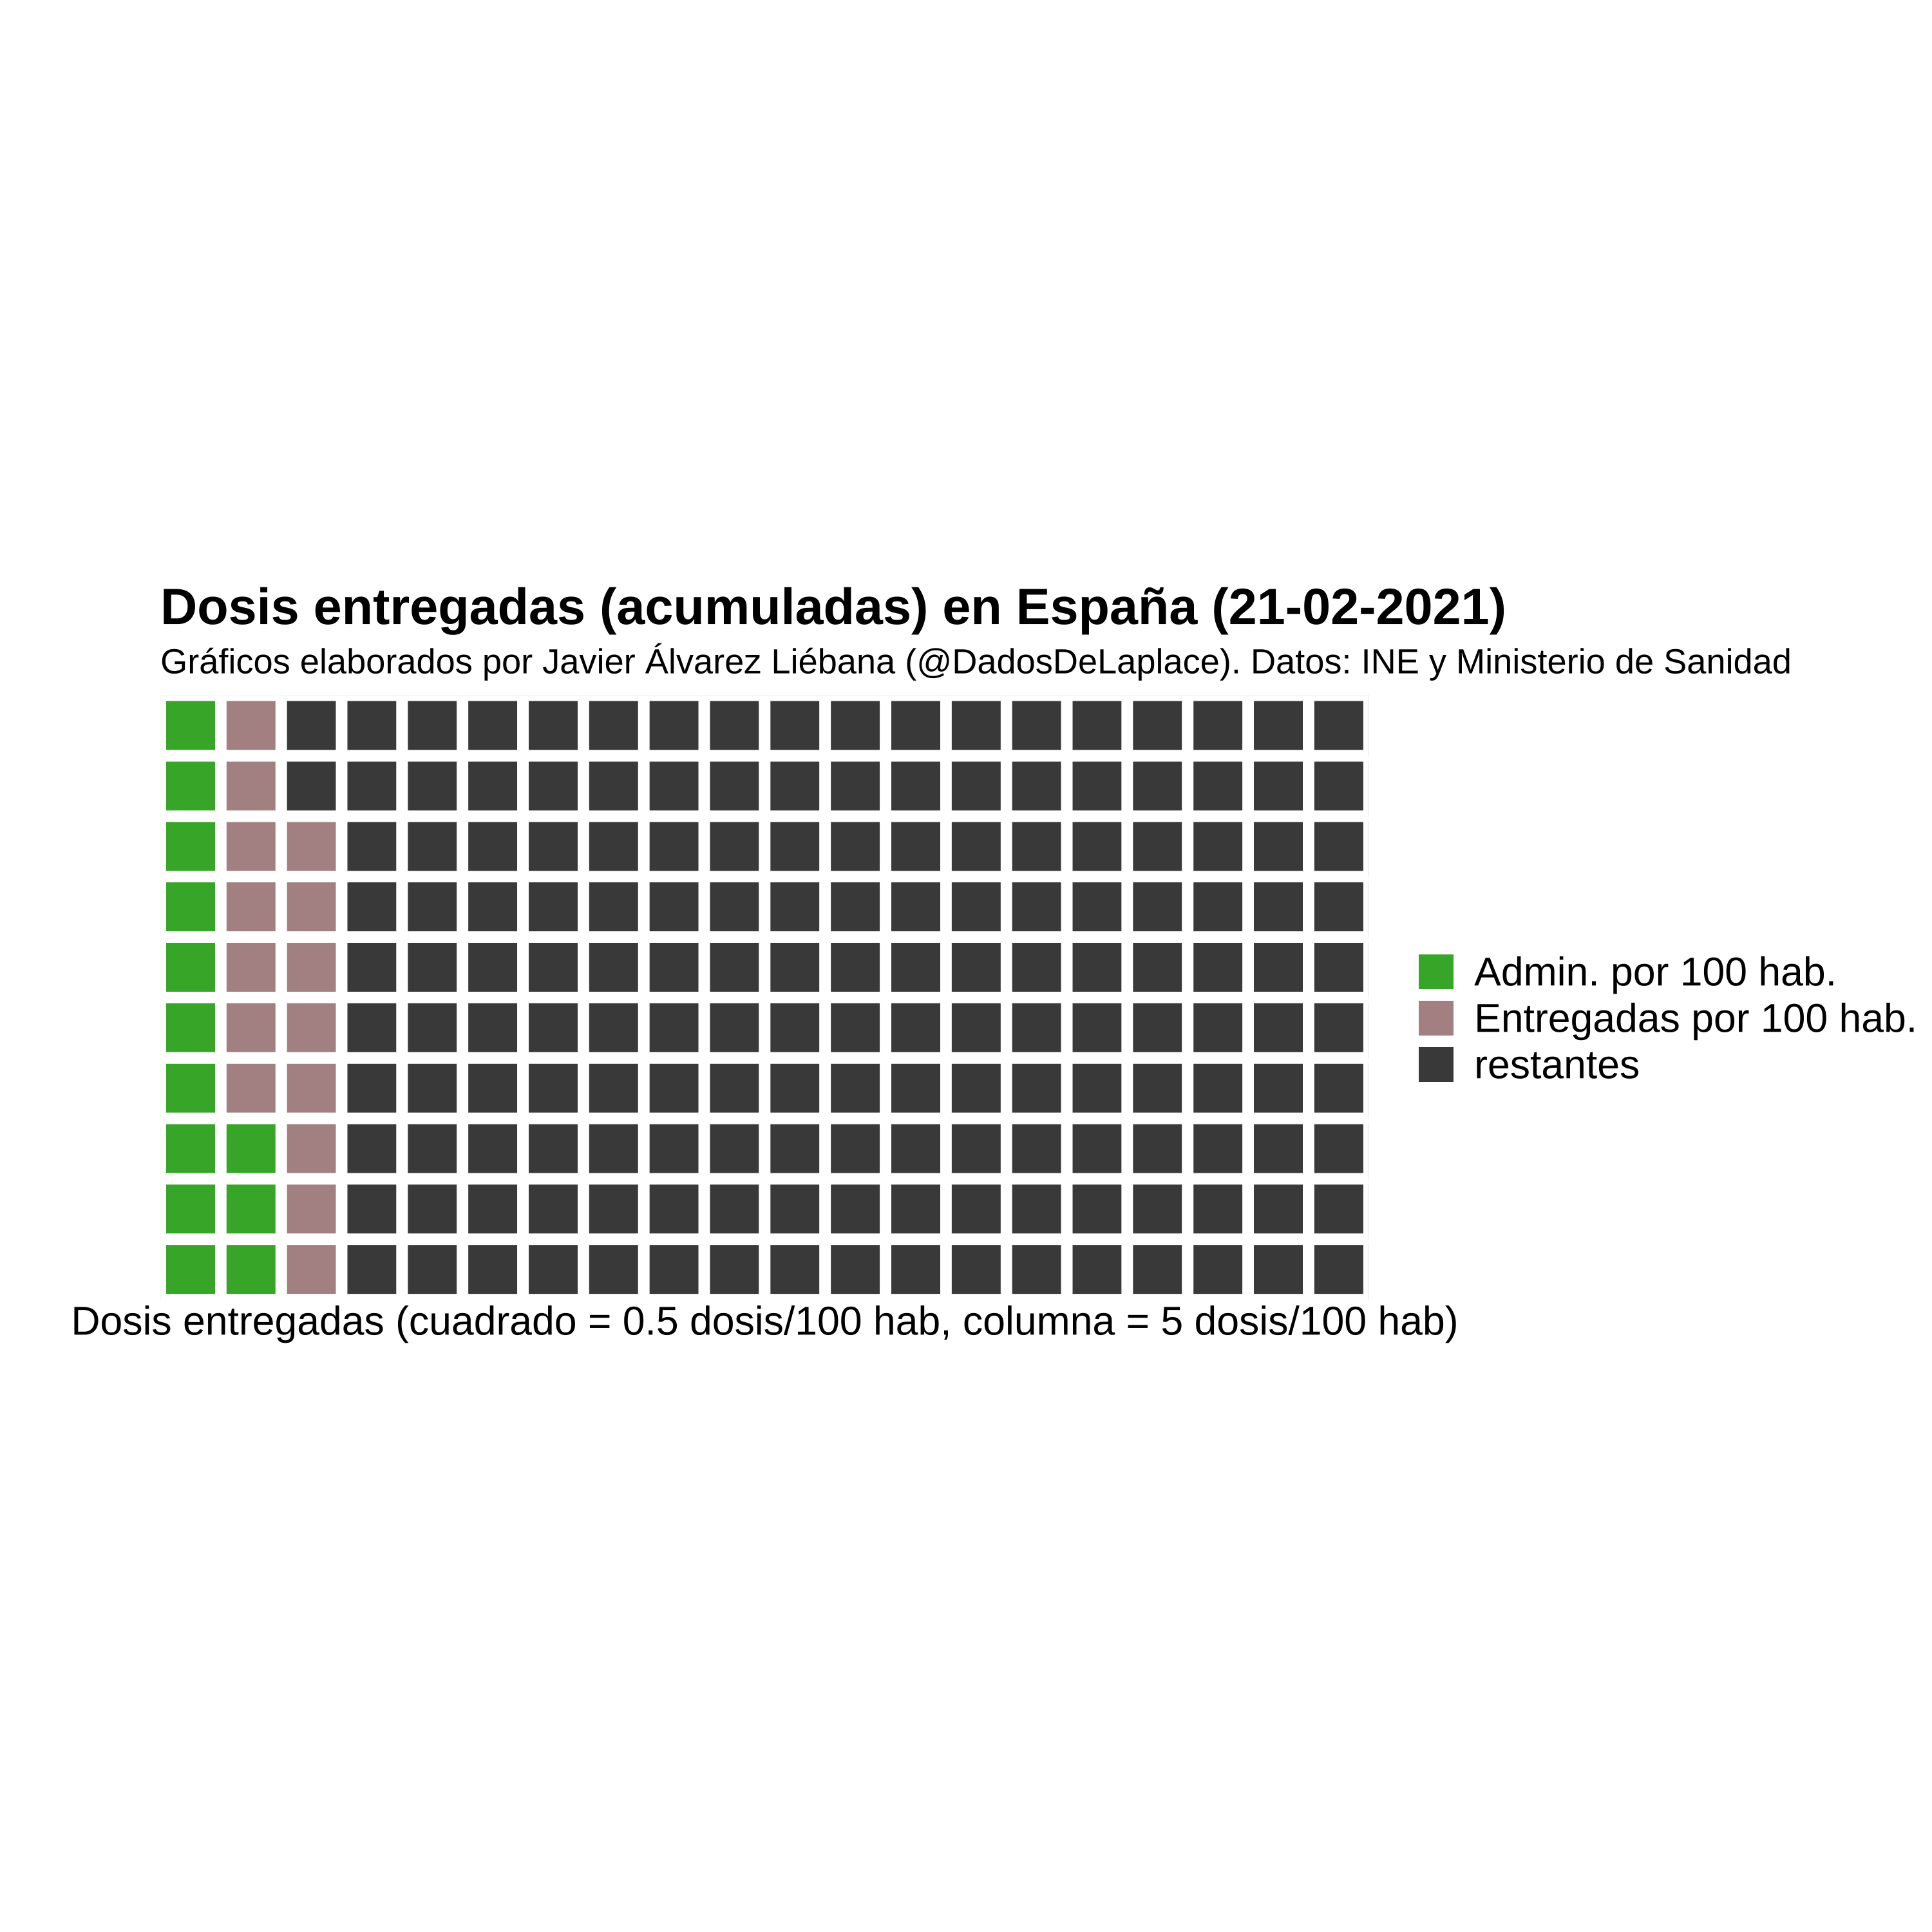 Dosis entregadas (acumuladas) en España (21-02-2021)
Gráficos elaborados por Javier Álvarez Liébana (@DadosDeLaplace). Datos: INE y Ministerio de Sanidad
Admin. por 100 hab.
Entregadas por 100 hab.
restantes
Dosis entregadas (cuadrado = 0.5 dosis/100 hab, columna = 5 dosis/100 hab)